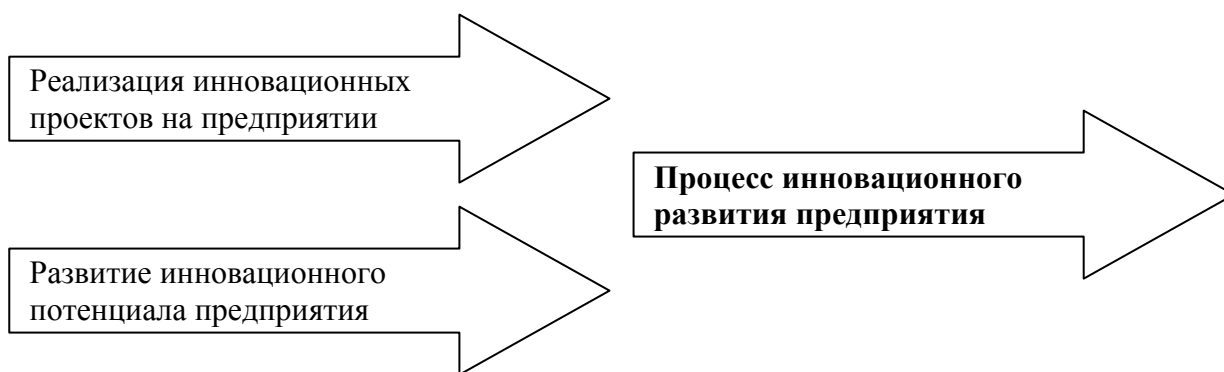 Реализация инновационных
проектов на предприятии
Процесс инновационного
развития предприятия
Развитие инновационного
потенциала предприятия